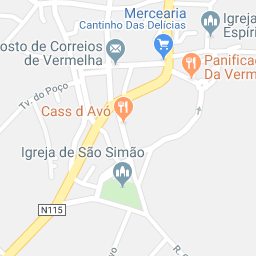 Mercearia
Cantinho Das Delícias
Igreja
Espíri
osto de Correios
de Vermelha
Panificad
Da Verm
Tv. do Poço
Cass d Avó
Igreja de São Simão
N115
R.